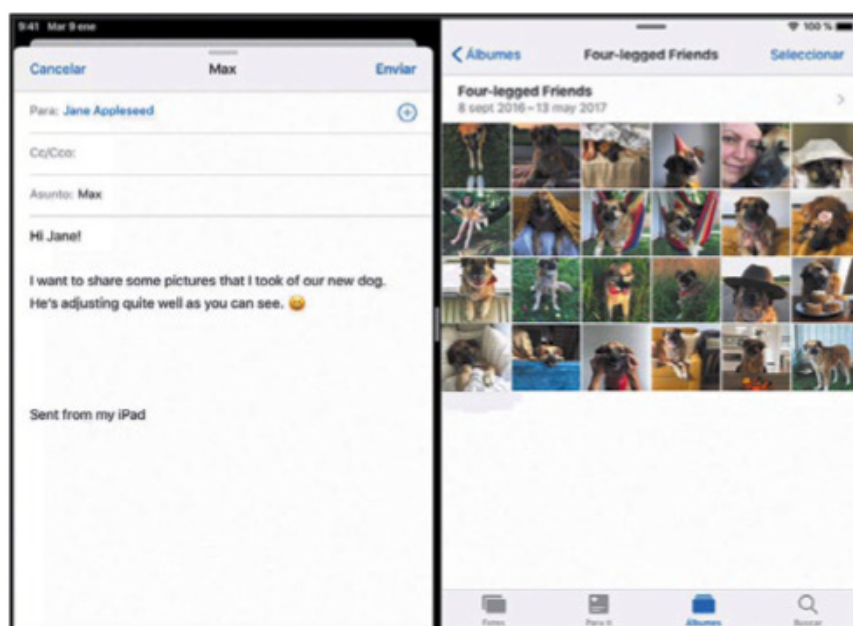 9:41 Mar 9 ene
100 %
Cancelar
Max
Enviar
Para: Jane Appleseed
Cc/Cco:
Asunto: Max
Hi Jane!
I want to share some pictures that I took of our new dog.
He's adjusting quite well as you can see. 😀
Sent from my iPad
Álbumes
Four-legged Friends
Seleccionar
Four-legged Friends
8 sept 2016–13 may 2017
Fotos
Para ti
Álbumes
Buscar